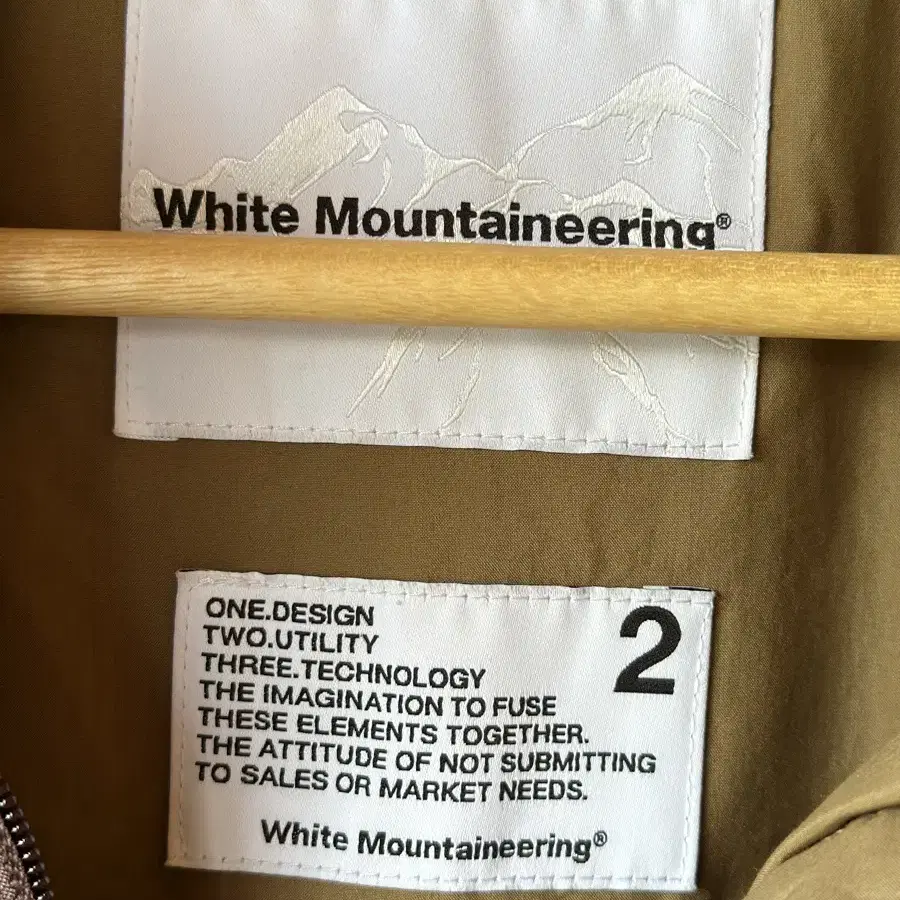 White Mountaineering®
ONE.DESIGN
TWO.UTILITY
THREE.TECHNOLOGY
THE IMAGINATION TO FUSE
THESE ELEMENTS TOGETHER.
THE ATTITUDE OF NOT SUBMITTING
TO SALES OR MARKET NEEDS.
2
White Mountaineering®